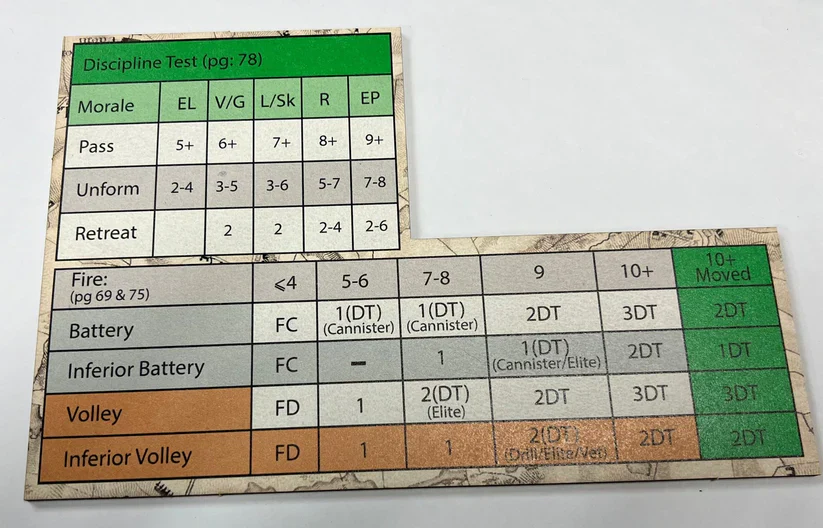 Discipline Test (pg: 78)
Morale EL V/G L/Sk R EP
Pass 5+ 6+ 7+ 8+ 9+
Unform 2-4 3-5 3-6 5-7 7-8
Retreat 2 2 2-4 2-6
Fire: ⩽4 5-6 7-8 9 10+ 10+
(pg 69 & 75) Moved
Battery FC 1(DT) 1(DT) 2DT 3DT 2DT
(Cannister) (Cannister)
Inferior Battery FC – 1 1(DT) 2DT 1DT
(Cannister/Elite)
Volley FD 1 2(DT) 2DT 3DT 3DT
(Elite)
Inferior Volley FD 1 1 2(DT) 2DT 2DT
(Drill/Elite/Vet)